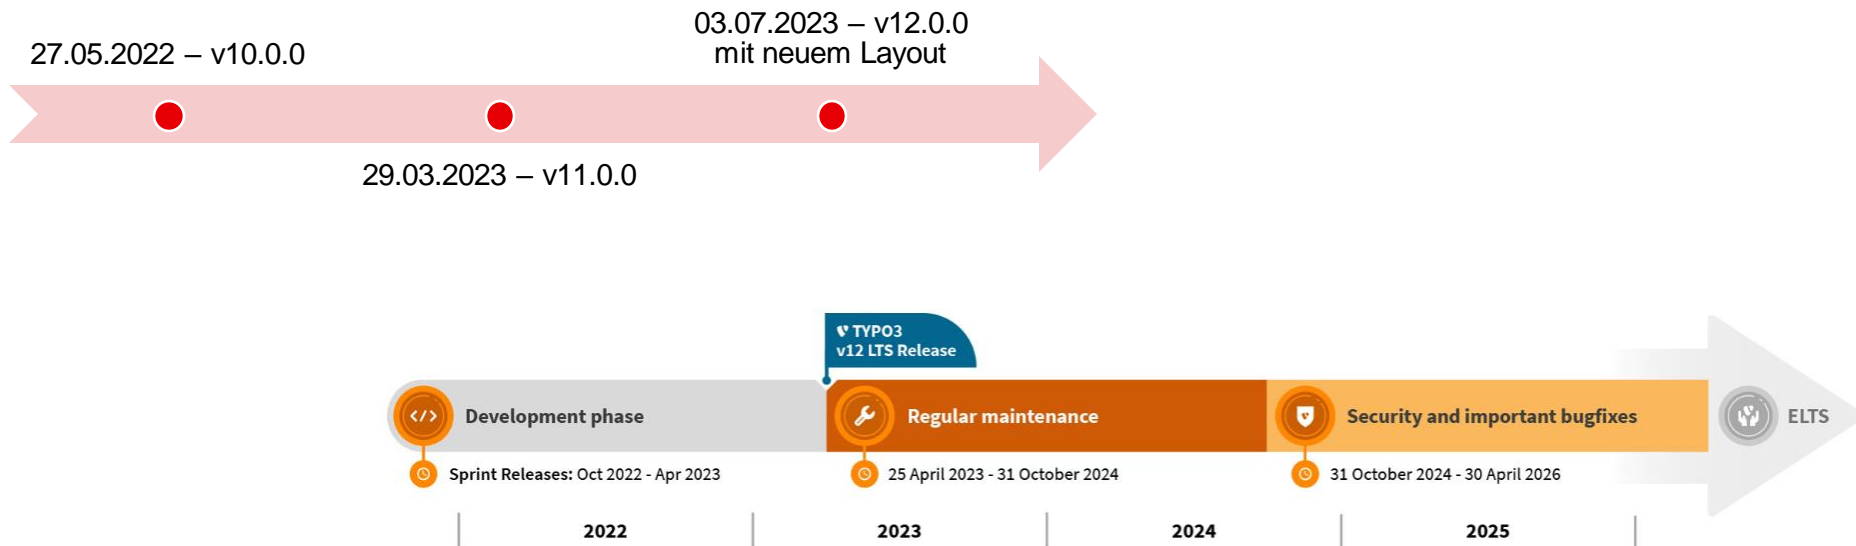 03.07.2023 – v12.0.0
mit neuem Layout
27.05.2022 – v10.0.0
29.03.2023 – v11.0.0
TYPO3
v12 LTS Release
Development phase
Regular maintenance
Security and important bugfixes
ELTS
Sprint Releases: Oct 2022 - Apr 2023
25 April 2023 - 31 October 2024
31 October 2024 - 30 April 2026
2022
2023
2024
2025